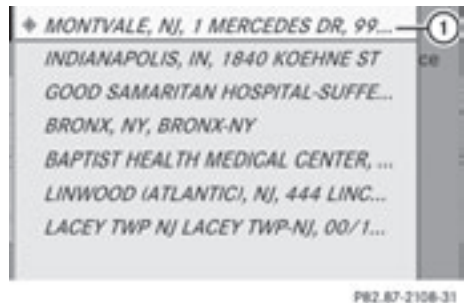 MONTVALE, NJ, 1 MERCEDES DR, 99... 1
INDIANAPOLIS, IN, 1840 KOEHNE ST ce
GOOD SAMARITAN HOSPITAL-SUFFE...
BRONX, NY, BRONX-NY
BAPTIST HEALTH MEDICAL CENTER, ...
LINWOOD (ATLANTIC), NJ, 444 LINC...
LACEY TWP NJ LACEY TWP-NJ, 00/1...
P82.87-2108-31